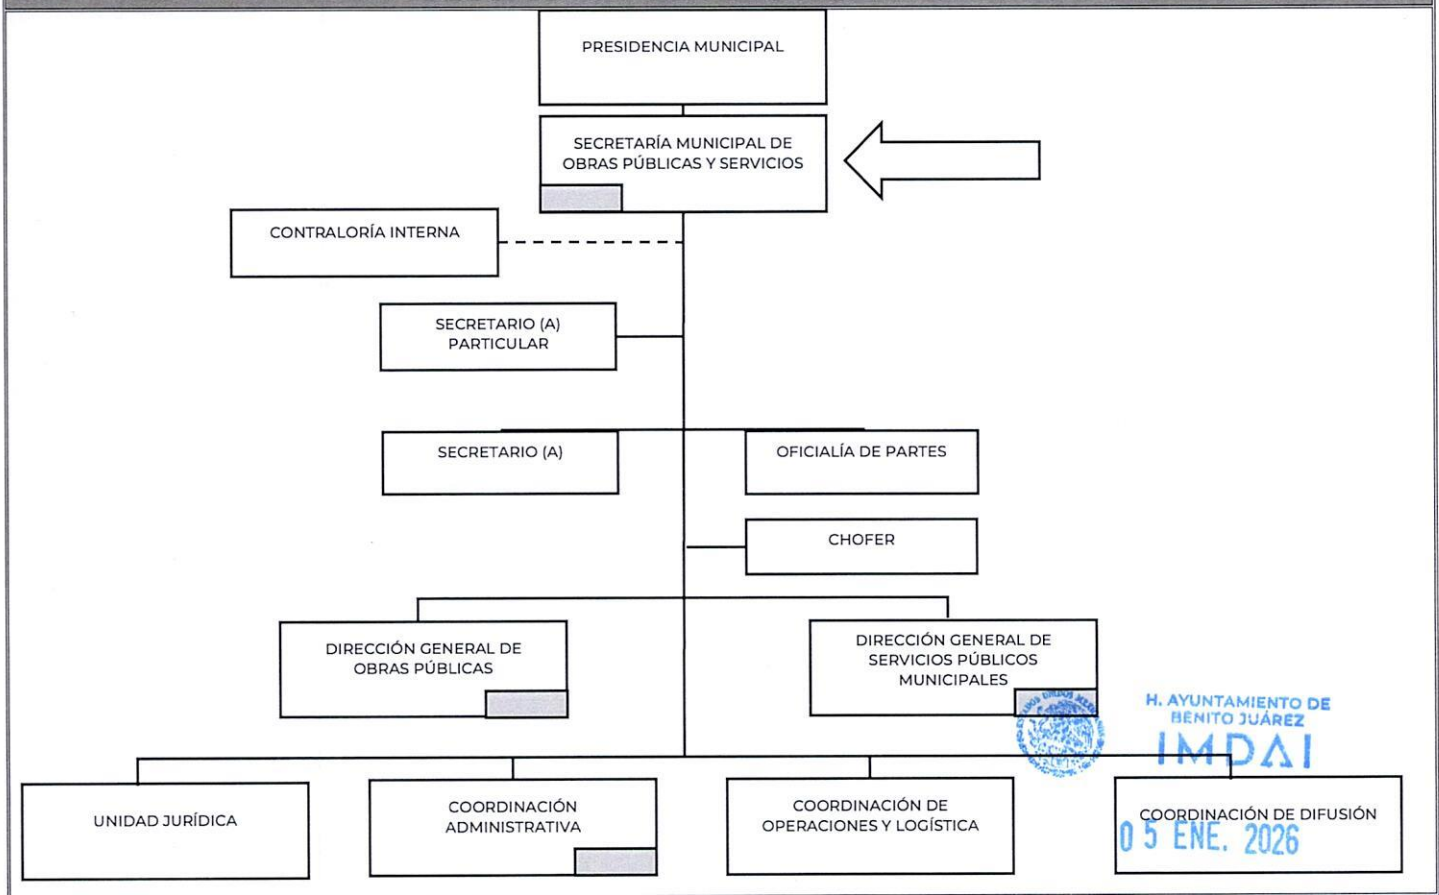 PRESIDENCIA MUNICIPAL
SECRETARÍA MUNICIPAL DE
OBRAS PÚBLICAS Y SERVICIOS
CONTRALORÍA INTERNA
SECRETARIO (A)
PARTICULAR
SECRETARIO (A)
OFICIALÍA DE PARTES
CHOFER
DIRECCIÓN GENERAL DE
OBRAS PÚBLICAS
DIRECCIÓN GENERAL DE
SERVICIOS PÚBLICOS
MUNICIPALES
H. AYUNTAMIENTO DE
BENITO JUÁREZ
IMDAI
UNIDAD JURÍDICA
COORDINACIÓN
ADMINISTRATIVA
COORDINACIÓN DE
OPERACIONES Y LOGÍSTICA
COORDINACIÓN DE DIFUSIÓN
05 ENE. 2026